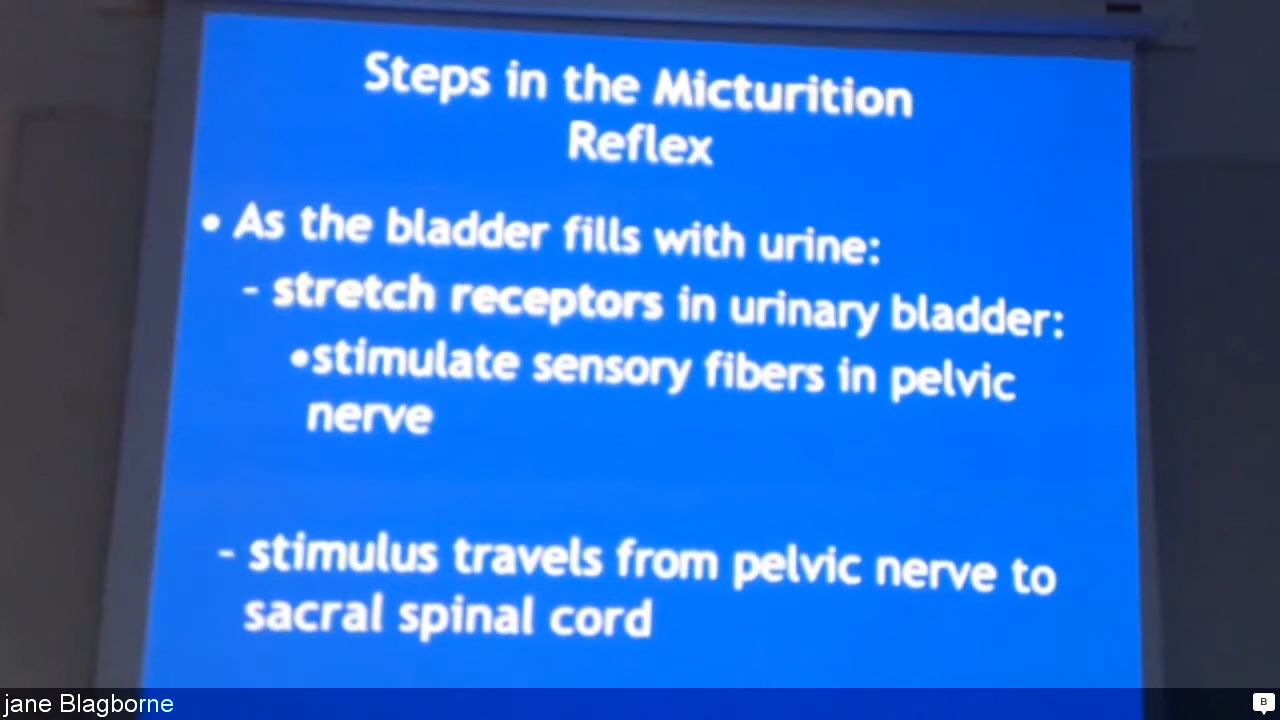 Steps in the Micturition
Reflex
• As the bladder fills with urine:
– stretch receptors in urinary bladder:
•stimulate sensory fibers in pelvic
nerve
– stimulus travels from pelvic nerve to
sacral spinal cord
jane Blagborne
B